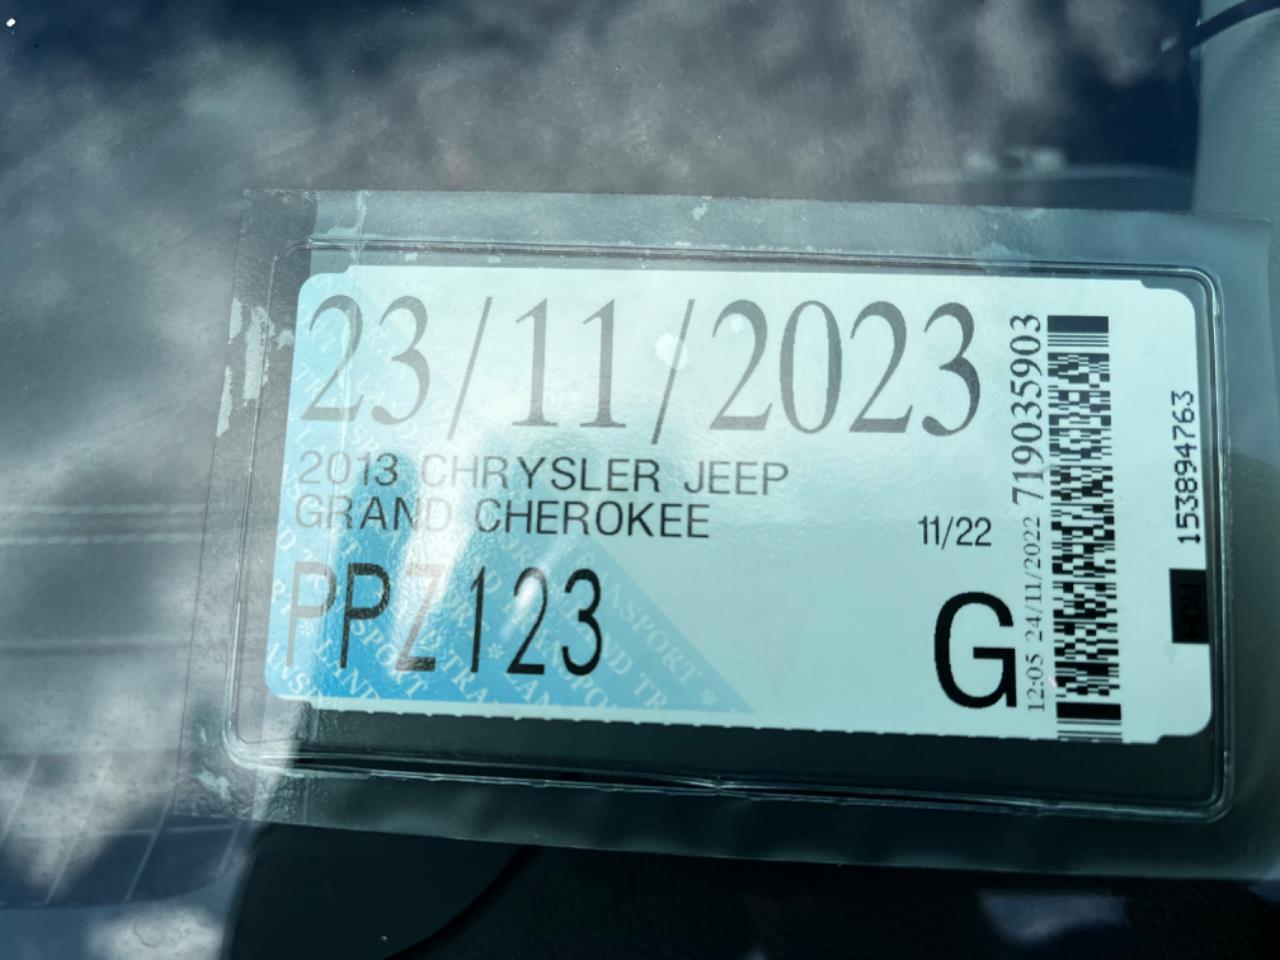 23/11/2023
2013 CHRYSLER JEEP
GRAND CHEROKEE
11/22
PPZ123
G
12:05 24/11/2022 719035903
153894763